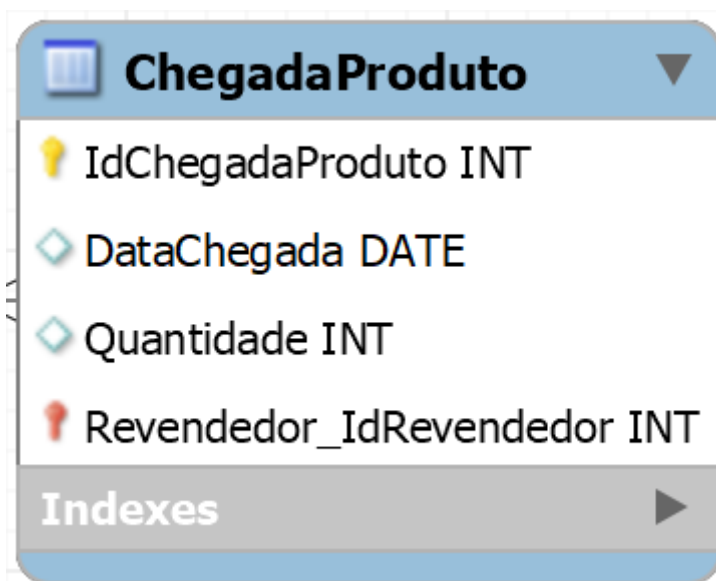 ChegadaProduto
IdChegadaProduto INT
DataChegada DATE
Quantidade INT
Revendedor_IdRevendedor INT
Indexes